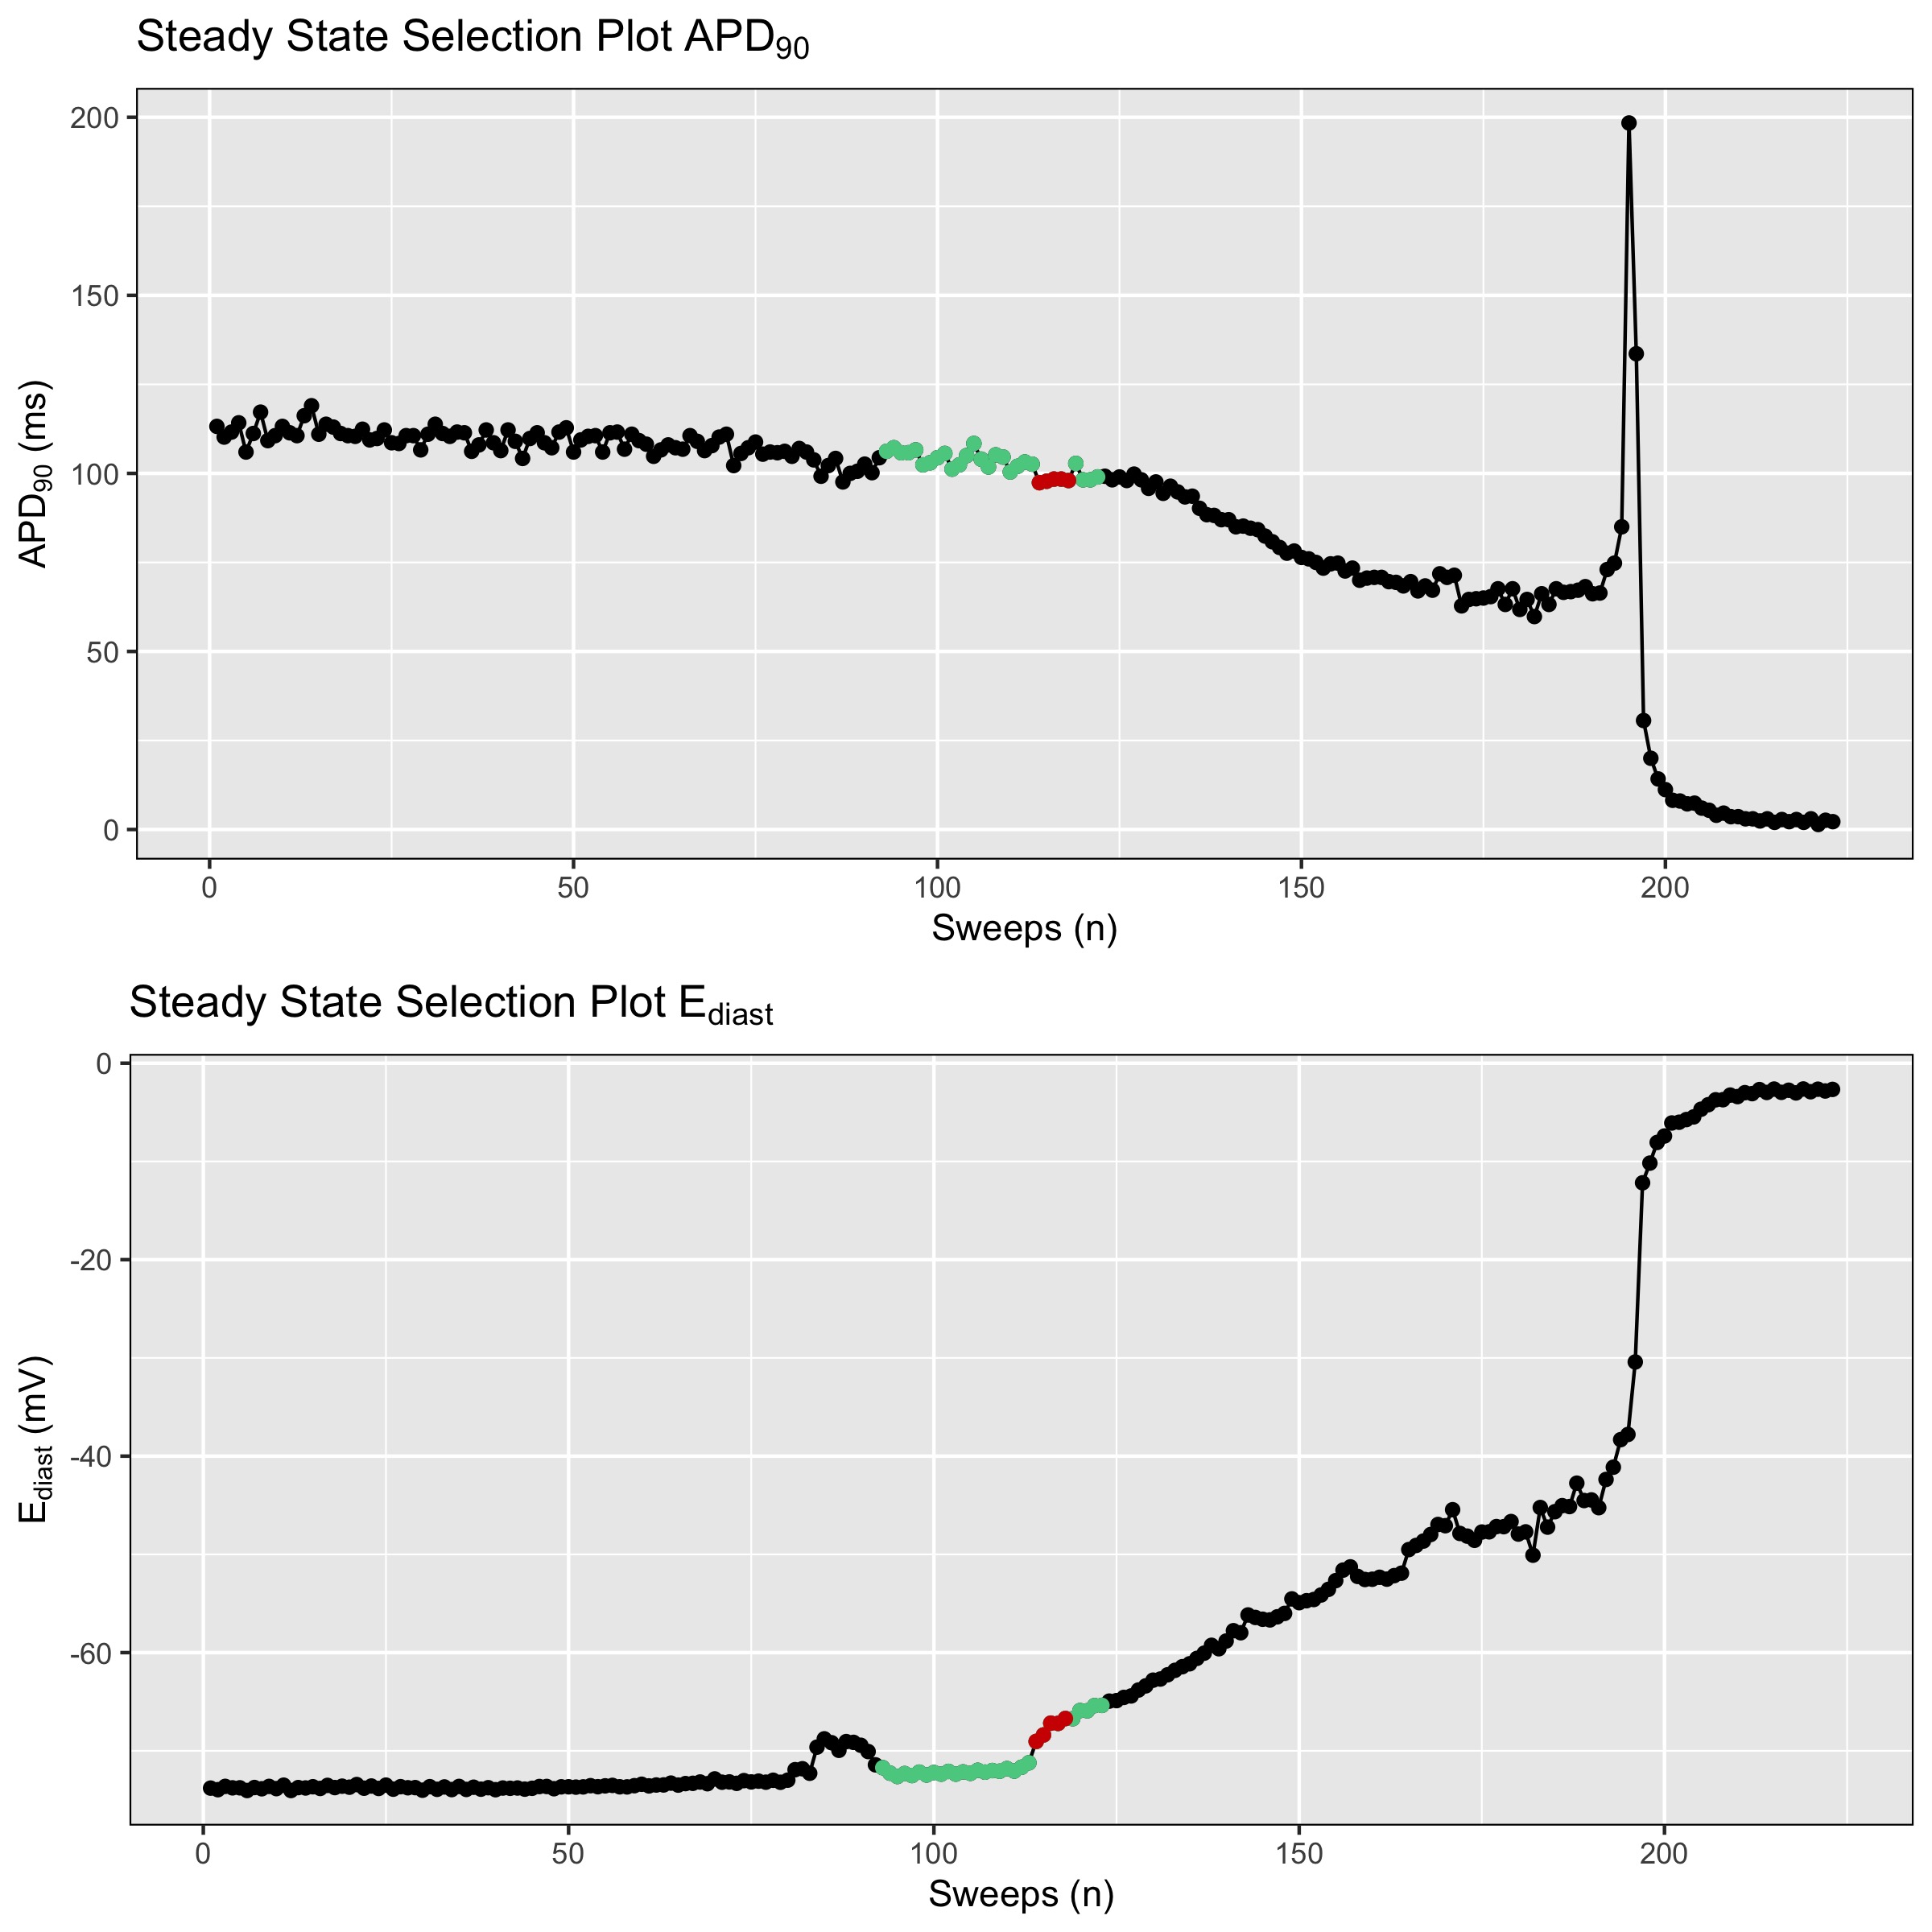 Steady State Selection Plot APD90
200
150
100
50
0
APD90 (ms)
0 50 100 150 200
Sweeps (n)
Steady State Selection Plot Ediast
0
-20
-40
-60
Ediast (mV)
0 50 100 150 200
Sweeps (n)